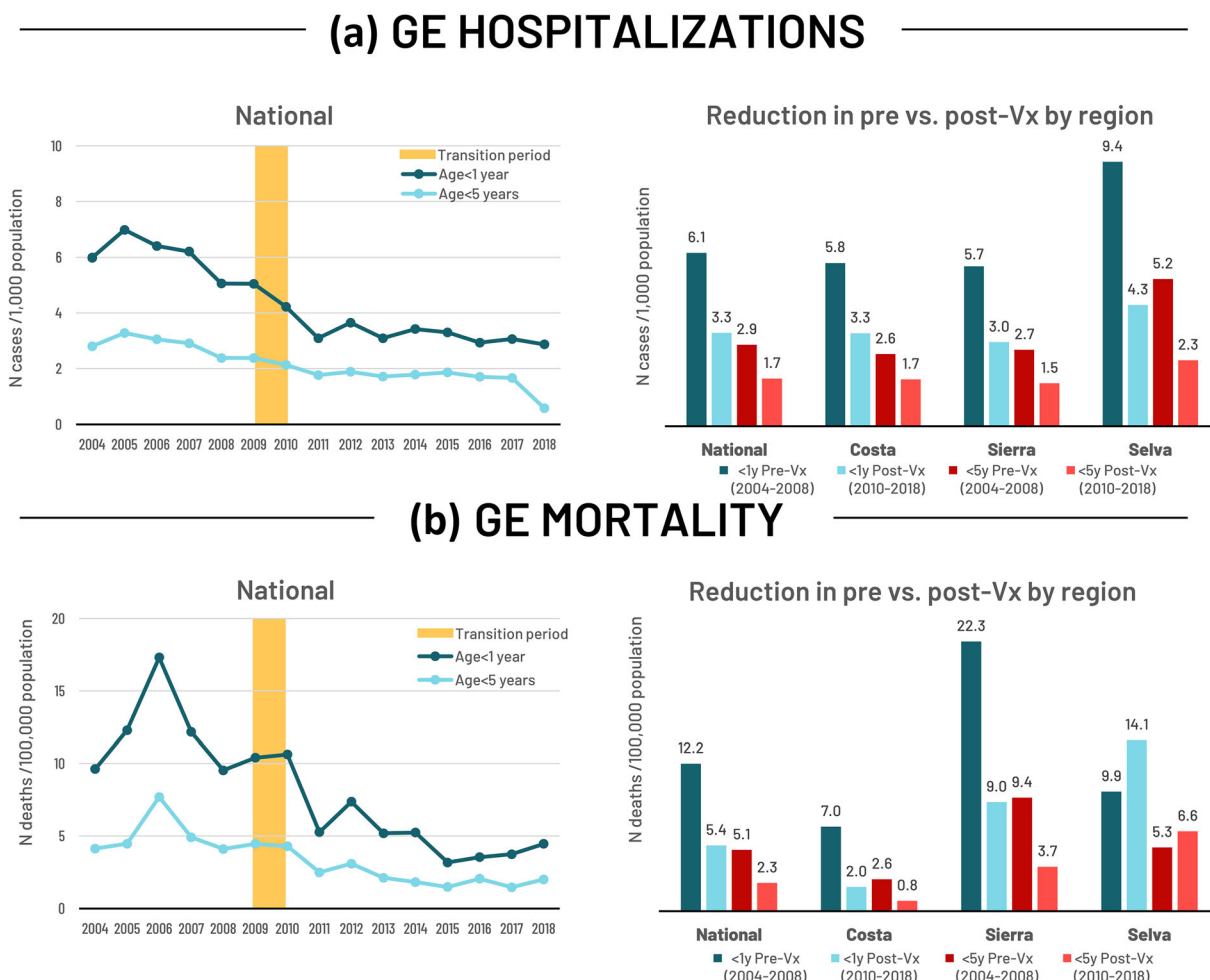 (a) GE HOSPITALIZATIONS
National
N cases /1,000 population
10
8
6
4
2
0
Transition period
Age<1 year
Age<5 years
2004 2005 2006 2007 2008 2009 2010 2011 2012 2013 2014 2015 2016 2017 2018
Reduction in pre vs. post-Vx by region
N cases /1,000 population
6.1 3.3 2.9 1.7
5.8 3.3 2.6 1.7
5.7 3.0 2.7 1.5
9.4 4.3 5.2 2.3
National Costa Sierra Selva
<1y Pre-Vx <1y Post-Vx <5y Pre-Vx <5y Post-Vx
(2004-2008) (2010-2018) (2004-2008) (2010-2018)
(b) GE MORTALITY
National
N deaths /100,000 population
20
15
10
5
0
Transition period
Age<1 year
Age<5 years
2004 2005 2006 2007 2008 2009 2010 2011 2012 2013 2014 2015 2016 2017 2018
Reduction in pre vs. post-Vx by region
N deaths /100,000 population
12.2 5.4 5.1 2.3
7.0 2.0 2.6 0.8
22.3 9.0 9.4 3.7
9.9 14.1 5.3 6.6
National Costa Sierra Selva
<1y Pre-Vx <1y Post-Vx <5y Pre-Vx <5y Post-Vx
(2004-2008) (2010-2018) (2004-2008) (2010-2018)